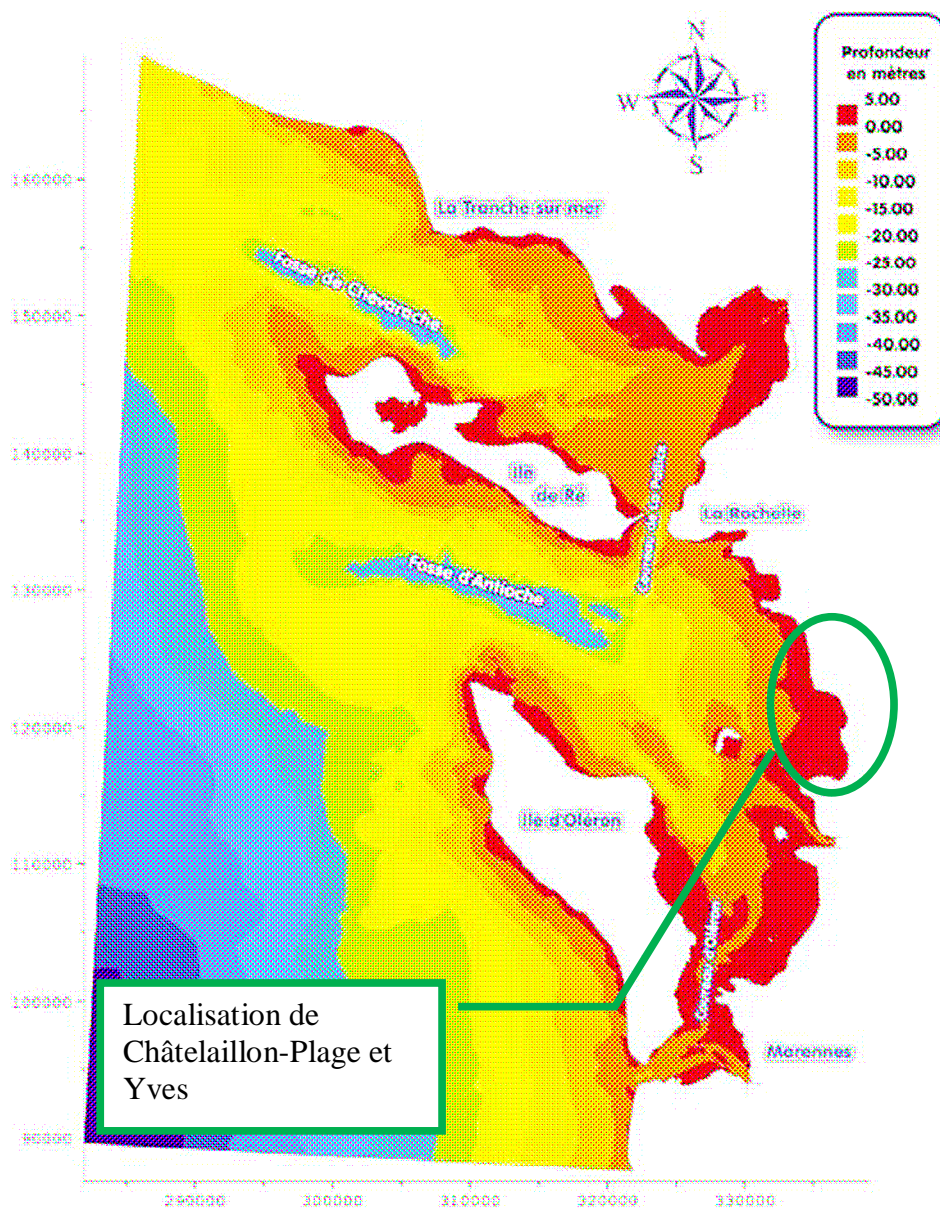 N
W E
S
Profondeur
en mètres
5.00
0.00
-5.00
-10.00
-15.00
-20.00
-25.00
-30.00
-35.00
-40.00
-45.00
-50.00
160000
150000
140000
130000
120000
110000
100000
90000
La Tranche sur mer
Fosse de Chevarache
Ile
de Ré
La Rochelle
Fosse d'Antioche
Ile d'Oléron
Marennes
Localisation de
Châtelaillon-Plage et
Yves
290000 300000 310000 320000 330000